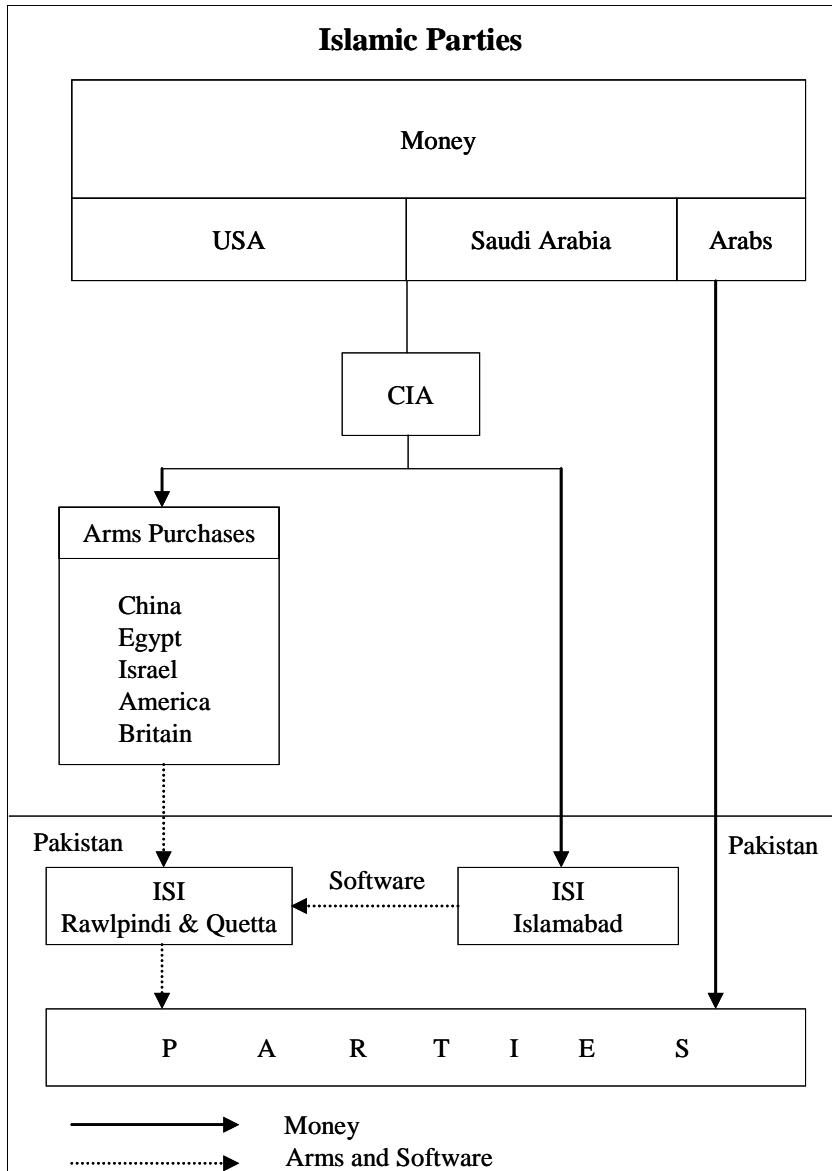 Islamic Parties
Money
USA
Saudi Arabia
Arabs
CIA
Arms Purchases
China
Egypt
Israel
America
Britain
Pakistan
Pakistan
ISI
Rawlpindi & Quetta
Software
ISI
Islamabad
P A R T I E S
Money
Arms and Software